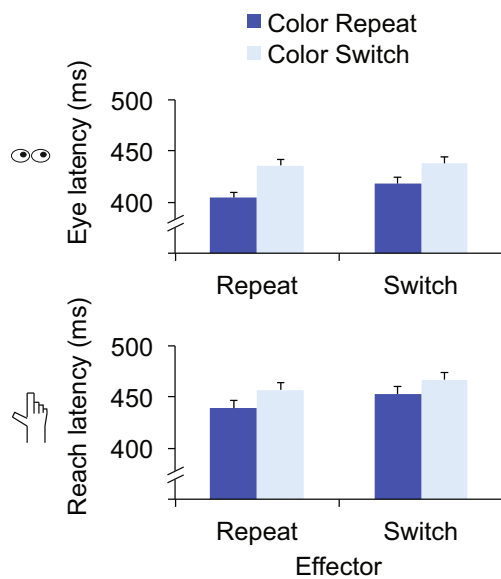 Color Repeat
Color Switch
Eye latency (ms)
500
450
400
Repeat Switch
Reach latency (ms)
500
450
400
Repeat Switch
Effector